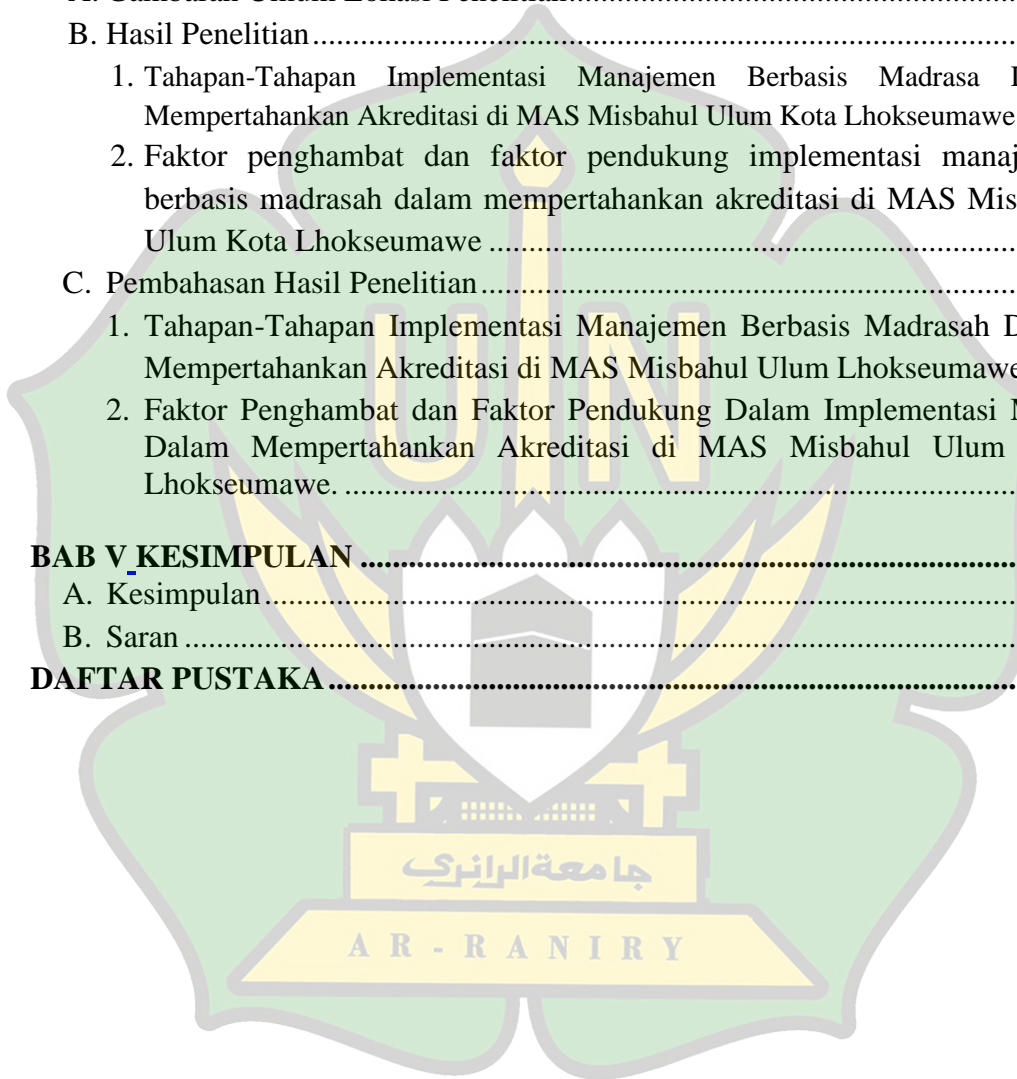 B. Hasil Penelitian ........................................................................................
1. Tahapan-Tahapan Implementasi Manajemen Berbasis Madrasa
Mempertahankan Akreditasi di MAS Misbahul Ulum Kota Lhokseumawe
2. Faktor penghambat dan faktor pendukung implementasi manaj
berbasis madrasah dalam mempertahankan akreditasi di MAS Mis
Ulum Kota Lhokseumawe ........................................................................
C. Pembahasan Hasil Penelitian ........................................................................
1. Tahapan-Tahapan Implementasi Manajemen Berbasis Madrasah D
Mempertahankan Akreditasi di MAS Misbahul Ulum Lhokseumawe
2. Faktor Penghambat dan Faktor Pendukung Dalam Implementasi M
Dalam Mempertahankan Akreditasi di MAS Misbahul Ulum
Lhokseumawe. ........................................................................
BAB V KESIMPULAN ........................................................................
A. Kesimpulan ........................................................................
B. Saran ........................................................................
DAFTAR PUSTAKA ........................................................................
UIN
جامعة الرانري
AR-RANIRY